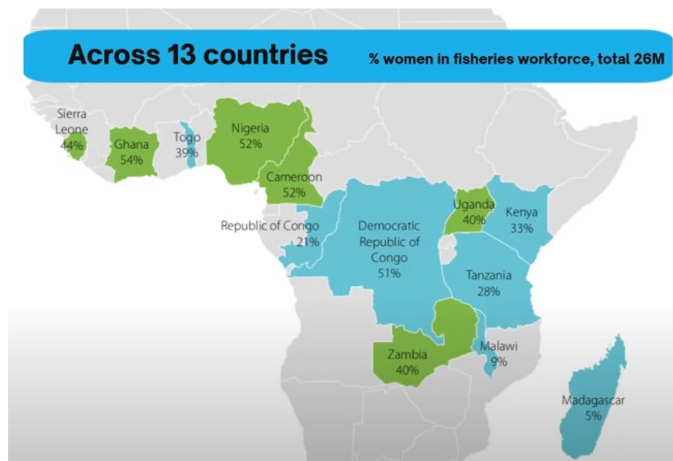 Across 13 countries
% women in fisheries workforce, total 26M
Sierra
Leone
44%
Ghana
54%
Togo
39%
Nigeria
52%
Cameroon
52%
Republic of Congo
21%
Democratic
Republic of
Congo
51%
Uganda
40%
Kenya
33%
Tanzania
28%
Zambia
40%
Malawi
9%
Madagascar
5%